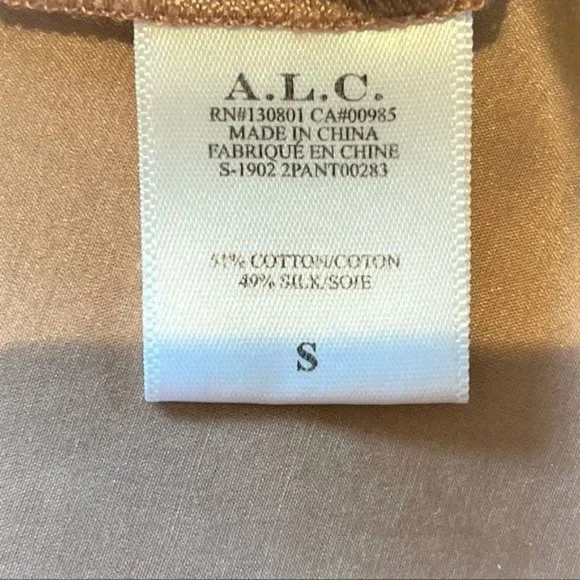 A.L.C.
RN#130801 CA#00985
MADE IN CHINA
FABRIQUÉ EN CHINE
S-1902 2PANT00283
51% COTTON/COTON
49% SILK/SOIE
S